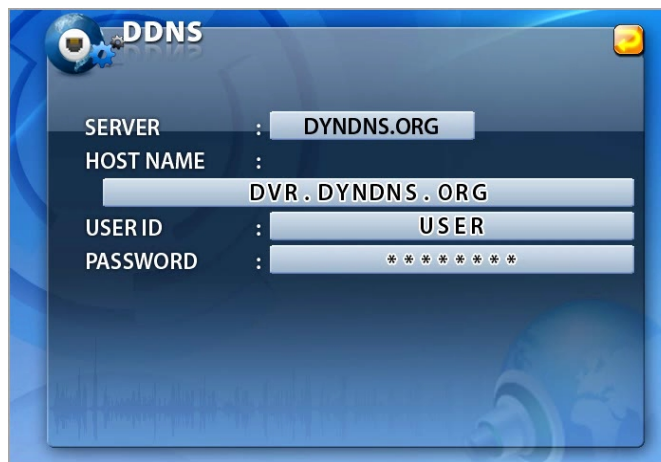 DDNS
SERVER : DYNDNS.ORG
HOST NAME :
DVR.DYNDNS.ORG
USER ID : USER
PASSWORD : ********